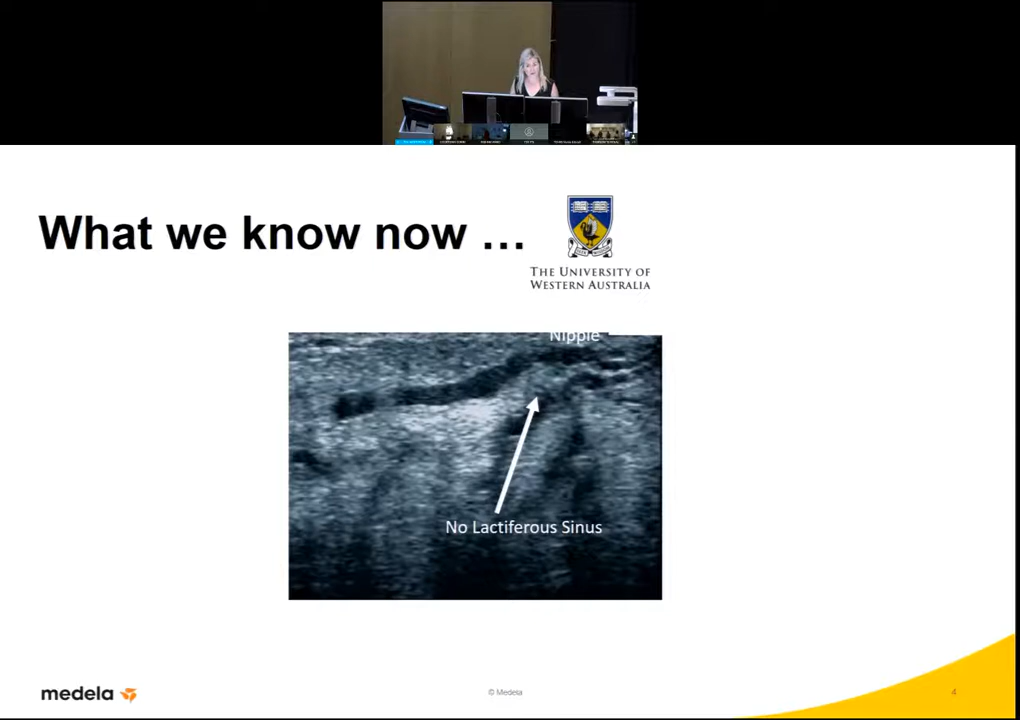 What we know now …
THE UNIVERSITY OF
WESTERN AUSTRALIA
Nipple
No Lactiferous Sinus
medela
© Medela
4